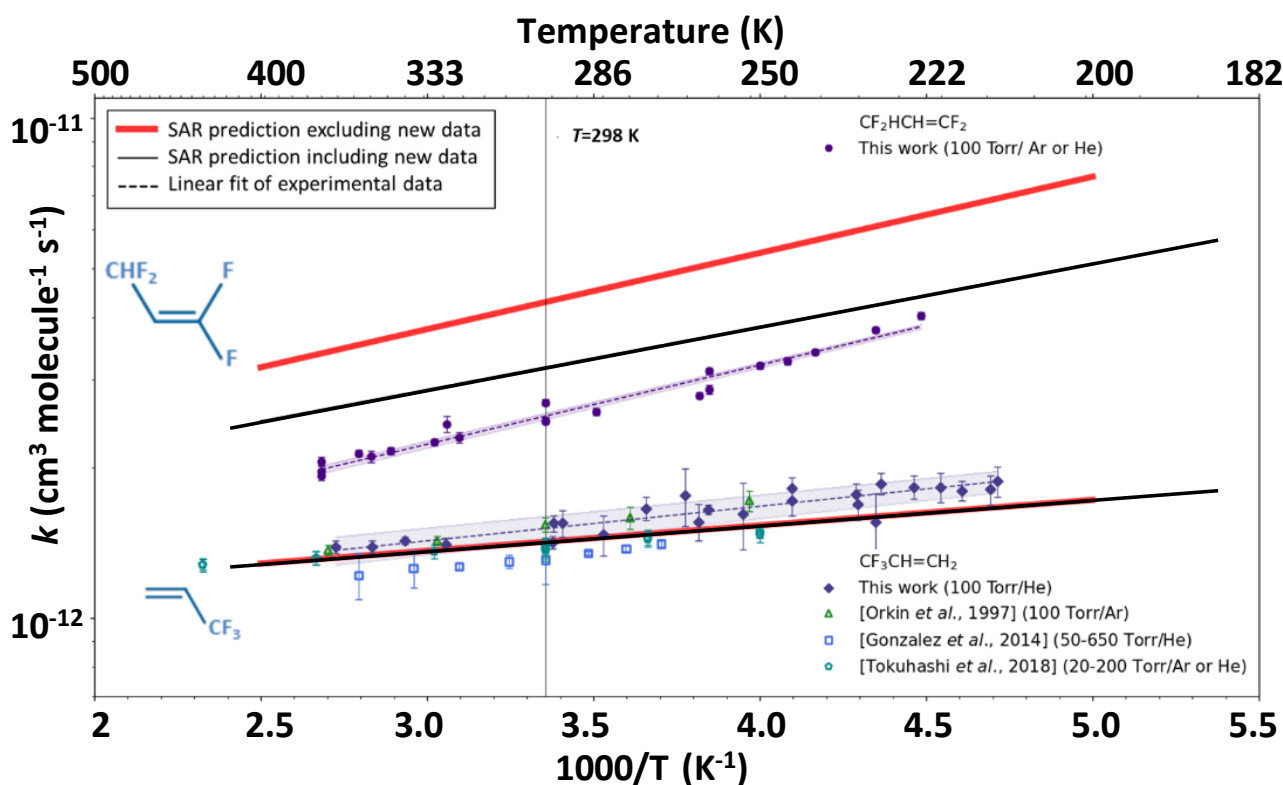 Temperature (K)
500 400 333 286 250 222 200 182
SAR prediction excluding new data
SAR prediction including new data
Linear fit of experimental data
T=298 K
CF₂HCH=CF₂
This work (100 Torr/ Ar or He)
10⁻¹¹
CHF₂ F
F
k (cm³ molecule⁻¹ s⁻¹)
CF₃CH=CH₂
This work (100 Torr/He)
[Orkin et al., 1997] (100 Torr/Ar)
[Gonzalez et al., 2014] (50-650 Torr/He)
[Tokuhashi et al., 2018] (20-200 Torr/Ar or He)
CF₃
10⁻¹²
2 2.5 3.0 3.5 4.0 4.5 5.0 5.5
1000/T (K⁻¹)